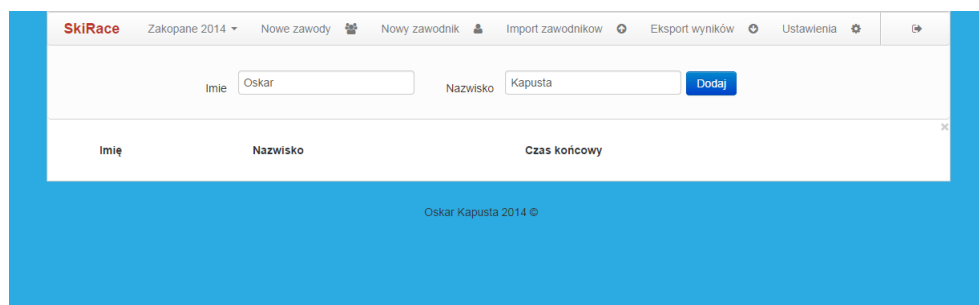 SkiRace Zakopane 2014 Nowe zawody Nowy zawodnik Import zawodnikow Eksport wyników Ustawienia
Imie Oskar Nazwisko Kapusta Dodaj
Imię Nazwisko Czas końcowy
Oskar Kapusta 2014 ©